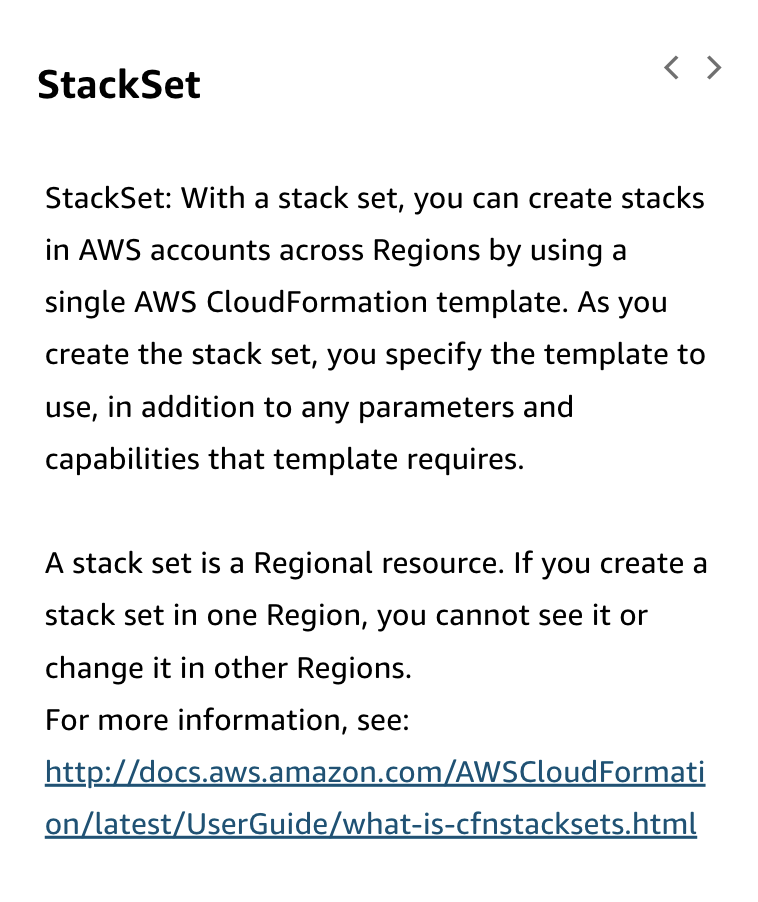 StackSet
StackSet: With a stack set, you can create stacks
in AWS accounts across Regions by using a
single AWS CloudFormation template. As you
create the stack set, you specify the template to
use, in addition to any parameters and
capabilities that template requires.
A stack set is a Regional resource. If you create a
stack set in one Region, you cannot see it or
change it in other Regions.
For more information, see:
http://docs.aws.amazon.com/AWSCloudFormati
on/latest/UserGuide/what-is-cfnstacksets.html